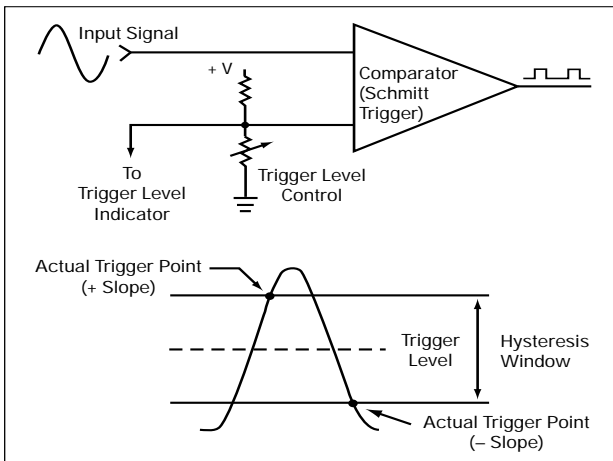 Input Signal
+ V
Comparator
(Schmitt
Trigger)
To
Trigger Level
Indicator
Trigger Level
Control
Actual Trigger Point
(+ Slope)
Trigger
Level
Hysteresis
Window
Actual Trigger Point
(– Slope)